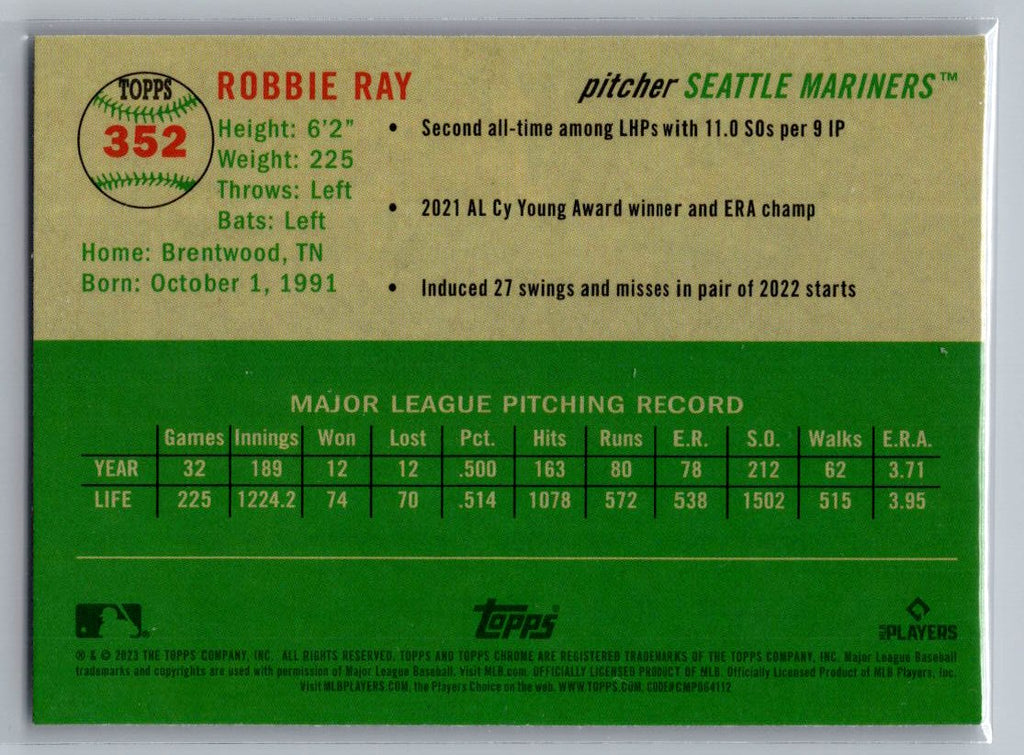 TOPPS
352
ROBBIE RAY
pitcher SEATTLE MARINERS™
Height: 6'2"
Weight: 225
Throws: Left
Bats: Left
Home: Brentwood, TN
Born: October 1, 1991
• Second all-time among LHPs with 11.0 SOs per 9 IP
• 2021 AL Cy Young Award winner and ERA champ
• Induced 27 swings and misses in pair of 2022 starts
MAJOR LEAGUE PITCHING RECORD
Games Innings Won Lost Pct. Hits Runs E.R. S.O. Walks E.R.A.
YEAR 32 189 12 12 .500 163 80 78 212 62 3.71
LIFE 225 1224.2 74 70 .514 1078 572 538 1502 515 3.95
topps
PLAYERS
® & © 2023 THE TOPPS COMPANY, INC. ALL RIGHTS RESERVED. TOPPS AND TOPPS CHROME ARE REGISTERED TRADEMARKS OF THE TOPPS COMPANY, INC. Major League Baseball
trademarks and copyrights are used with permission of Major League Baseball. Visit MLB.com. OFFICIALLY LICENSED PRODUCT OF MLB. Officially Licensed Product of MLB Players, Inc.
Visit MLBPLAYERS.COM, the Players Choice on the web. WWW.TOPPS.COM. CODE#CMP064112